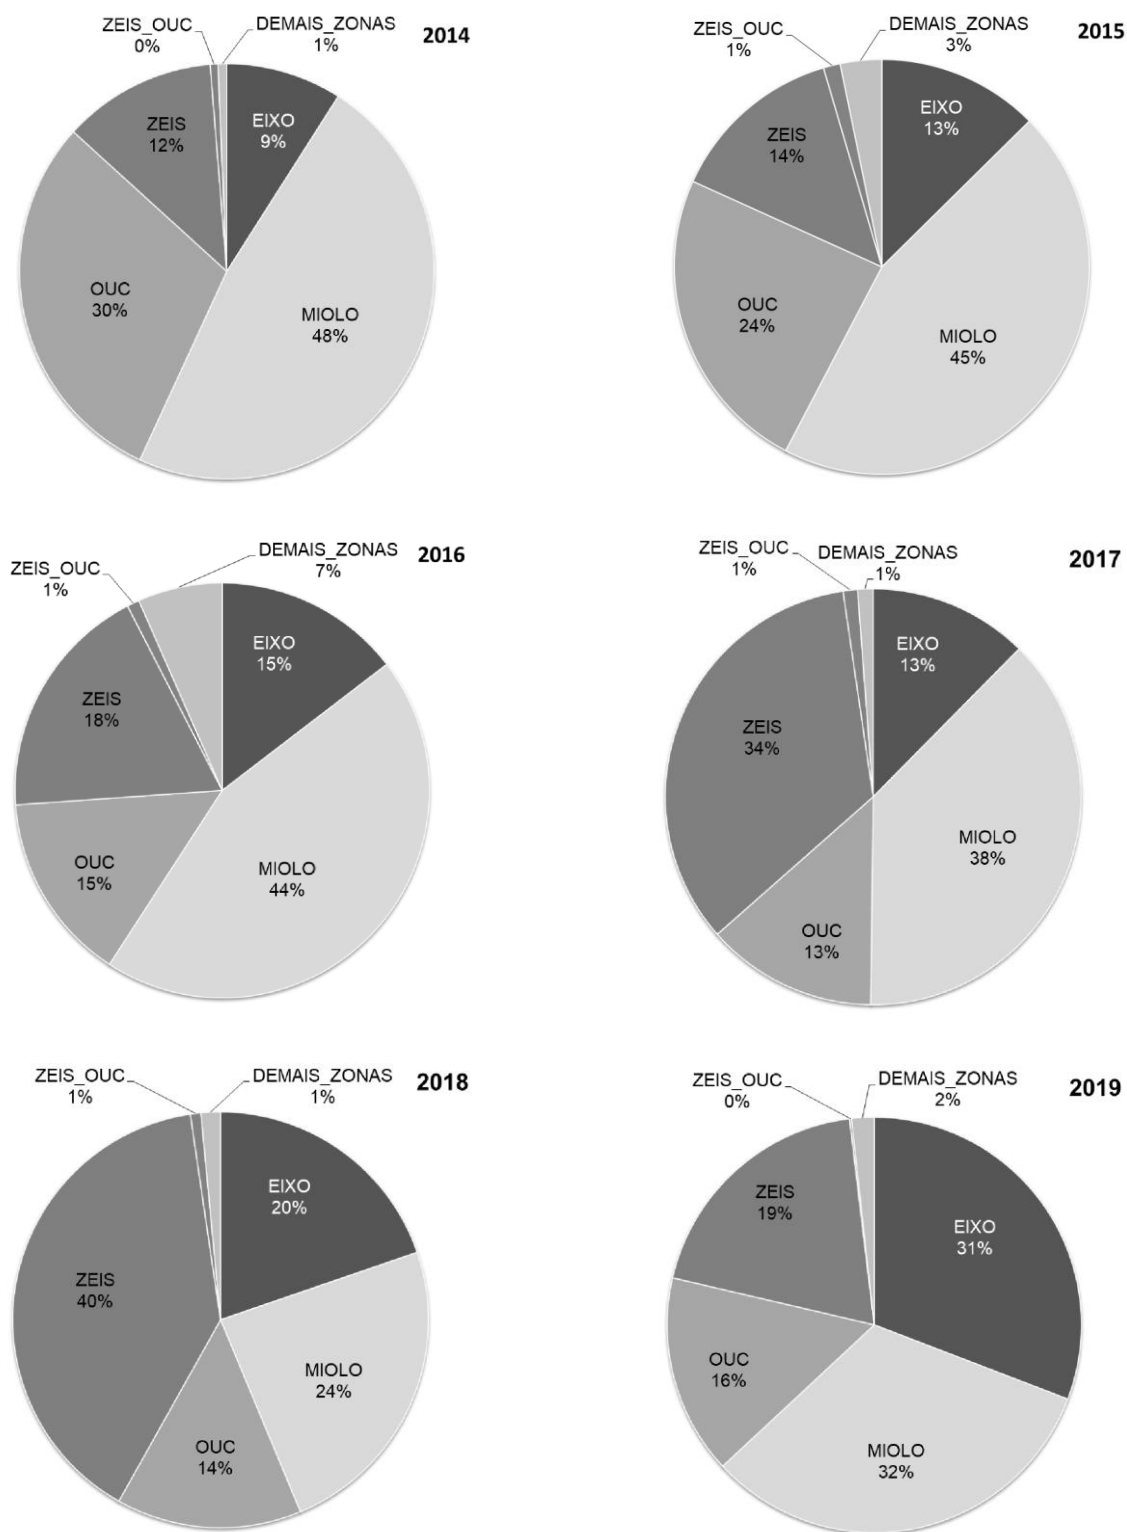 2014
ZEIS_OUC
0%
DEMAIS_ZONAS
1%
EIXO
9%
MIOLO
48%
OUC
30%
ZEIS
12%
2015
ZEIS_OUC
1%
DEMAIS_ZONAS
3%
EIXO
13%
MIOLO
45%
OUC
24%
ZEIS
14%
2016
ZEIS_OUC
1%
DEMAIS_ZONAS
7%
EIXO
15%
MIOLO
44%
OUC
15%
ZEIS
18%
2017
ZEIS_OUC
1%
DEMAIS_ZONAS
1%
EIXO
13%
MIOLO
38%
OUC
13%
ZEIS
34%
2018
ZEIS_OUC
1%
DEMAIS_ZONAS
1%
EIXO
20%
MIOLO
24%
OUC
14%
ZEIS
40%
2019
ZEIS_OUC
0%
DEMAIS_ZONAS
2%
EIXO
31%
MIOLO
32%
OUC
16%
ZEIS
19%